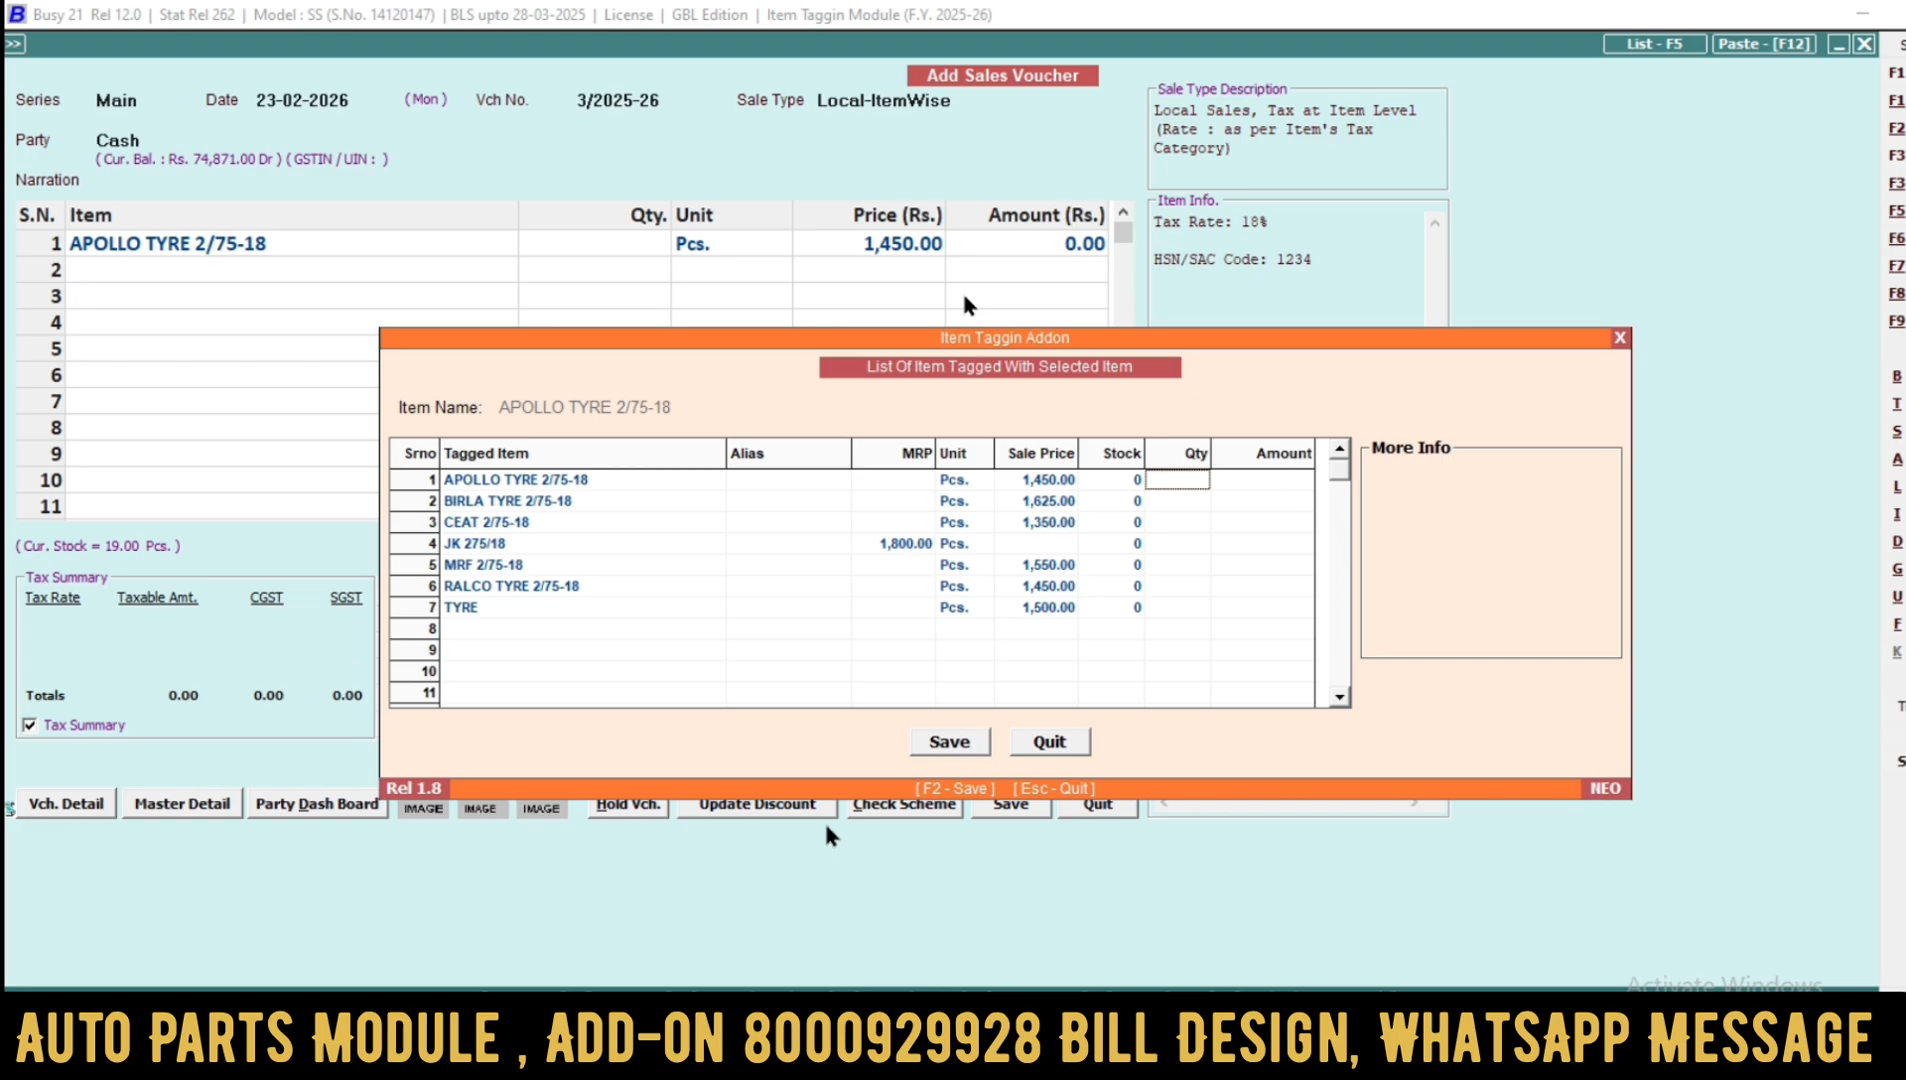 Busy 21 Rel 12.0 | Stat Rel 262 | Model : SS (S.No. 14120147) | BLS upto 28-03-2025 | License | GBL Edition | Item Taggin Module (F.Y. 2025-26)
>> List - F5 Paste - [F12]
Add Sales Voucher
Series Main Date 23-02-2026 (Mon) Vch No. 3/2025-26 Sale Type Local-ItemWise
Party Cash
( Cur. Bal. : Rs. 74,871.00 Dr ) ( GSTIN / UIN : )
Narration
Sale Type Description
Local Sales, Tax at Item Level
(Rate : as per Item's Tax
Category)
Item Info.
Tax Rate: 18%
HSN/SAC Code: 1234
S.N. Item Qty. Unit Price (Rs.) Amount (Rs.)
1 APOLLO TYRE 2/75-18 Pcs. 1,450.00 0.00
2
3
4
5
6
7
8
9
10
11
( Cur. Stock = 19.00 Pcs. )
Tax Summary
Tax Rate Taxable Amt. CGST SGST
Totals 0.00 0.00 0.00
Tax Summary
Item Taggin Addon X
List Of Item Tagged With Selected Item
Item Name: APOLLO TYRE 2/75-18
Srno Tagged Item Alias MRP Unit Sale Price Stock Qty Amount
1 APOLLO TYRE 2/75-18 Pcs. 1,450.00 0
2 BIRLA TYRE 2/75-18 Pcs. 1,625.00 0
3 CEAT 2/75-18 Pcs. 1,350.00 0
4 JK 275/18 1,800.00 Pcs. 0
5 MRF 2/75-18 Pcs. 1,550.00 0
6 RALCO TYRE 2/75-18 Pcs. 1,450.00 0
7 TYRE Pcs. 1,500.00 0
8
9
10
11
More Info
Save Quit
Rel 1.8 [ F2 - Save ] [ Esc - Quit ] NEO
Vch. Detail Master Detail Party Dash Board IMAGE IMAGE IMAGE Hold Vch. Update Discount Check Scheme Save Quit
F1
F1
F2
F3
F3
F5
F6
F7
F8
F9
B
T
S
A
L
I
D
G
U
F
K
Activate Windows
AUTO PARTS MODULE , ADD-ON 8000929928 BILL DESIGN, WHATSAPP MESSAGE